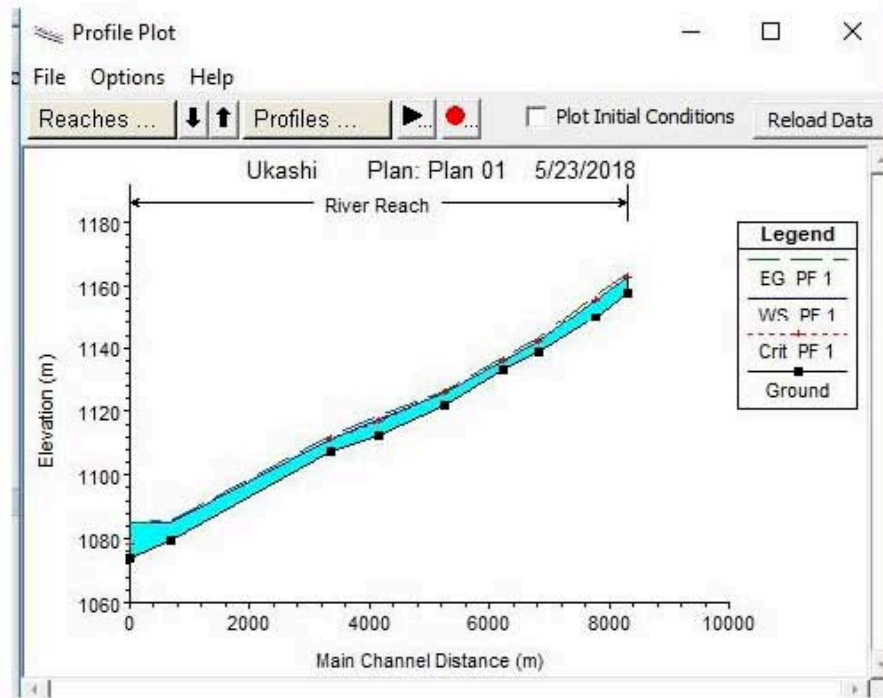 Profile Plot
File Options Help
Reaches ... Profiles ... Plot Initial Conditions Reload Data
Ukashi Plan: Plan 01 5/23/2018
River Reach
1180
1160
1140
1120
1100
1080
1060
Elevation (m)
0 2000 4000 6000 8000 10000
Main Channel Distance (m)
Legend
EG PF 1
WS PF 1
Crit PF 1
Ground